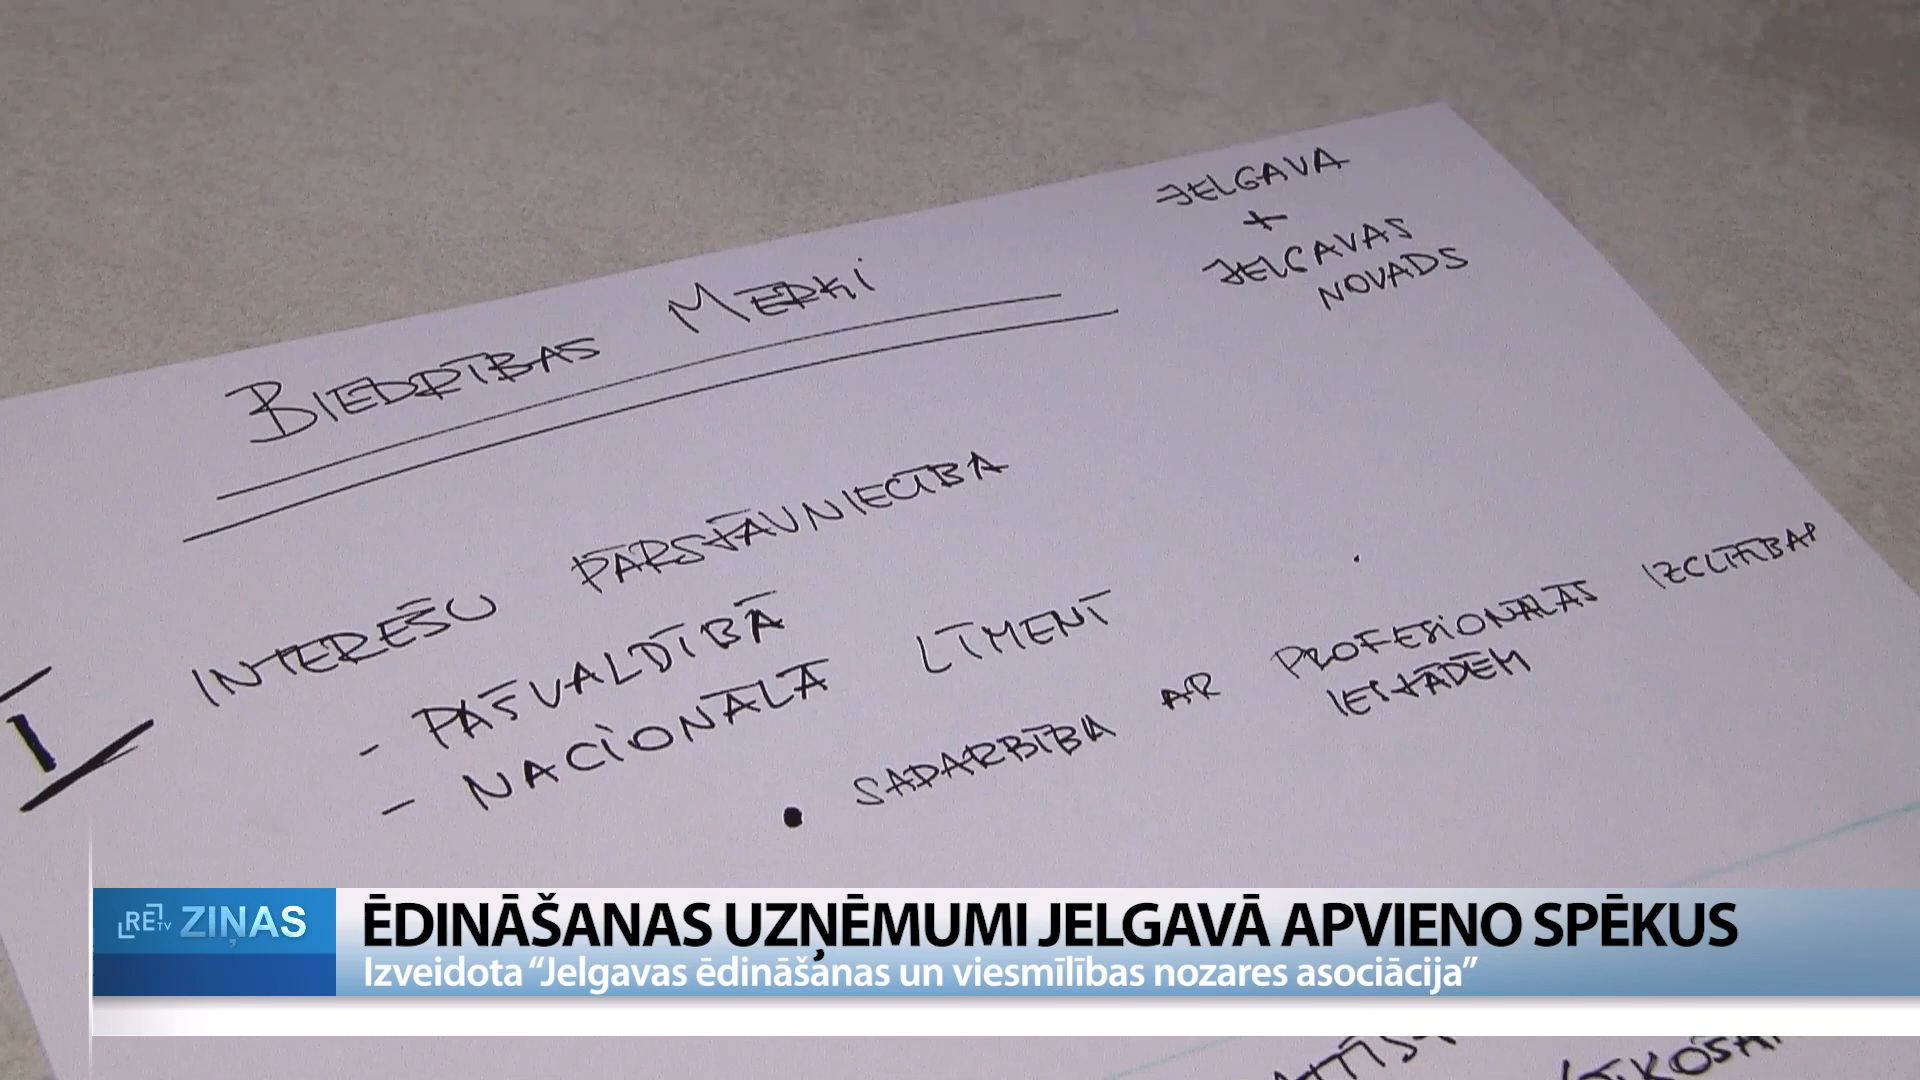 JELGAVA
+
JELGAVAS
NOVADS
BIEDRĪBAS MĒRĶI
I INTEREŠU PĀRSTĀVNIECĪBA
- PAŠVALDĪBĀ
- NACIONĀLĀ LĪMENĪ
• SADARBĪBA AR PROFESIONĀLĀS IZGLĪTĪBAS
IESTĀDĒM
RE TV ZIŅAS
ĒDINĀŠANAS UZŅĒMUMI JELGAVĀ APVIENO SPĒKUS
Izveidota “Jelgavas ēdināšanas un viesmīlības nozares asociācija”